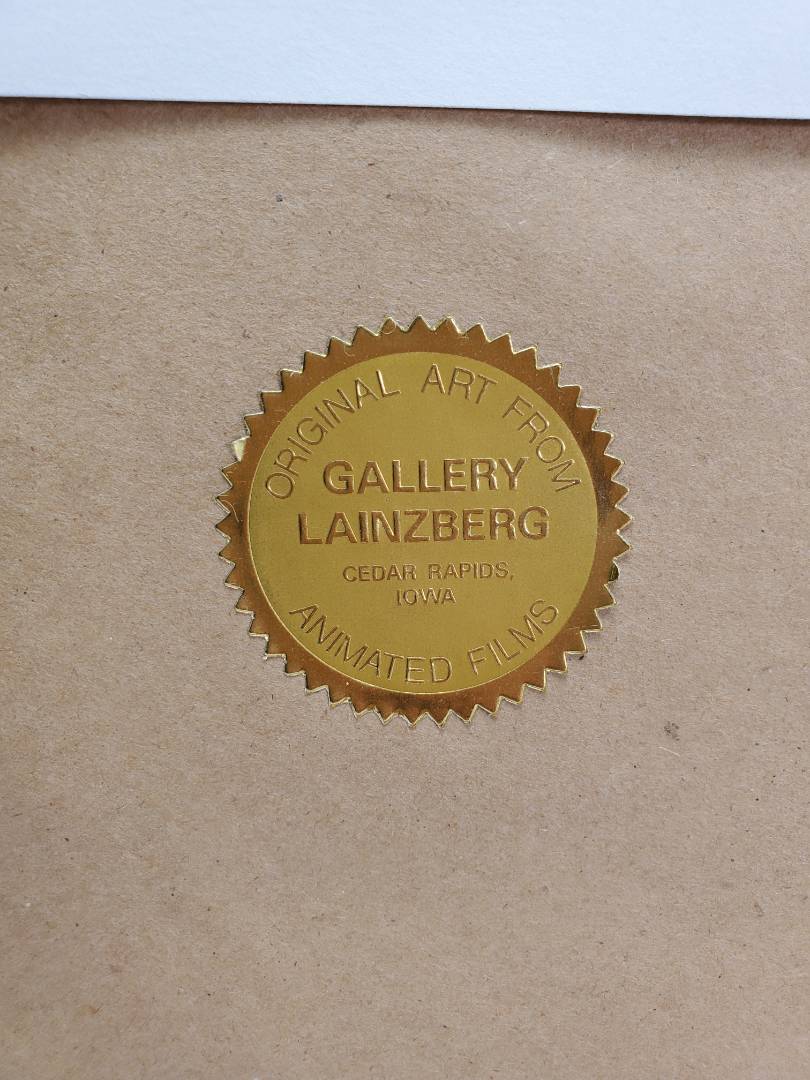 ORIGINAL ART FROM
GALLERY
LAINZBERG
CEDAR RAPIDS,
IOWA
ANIMATED FILMS